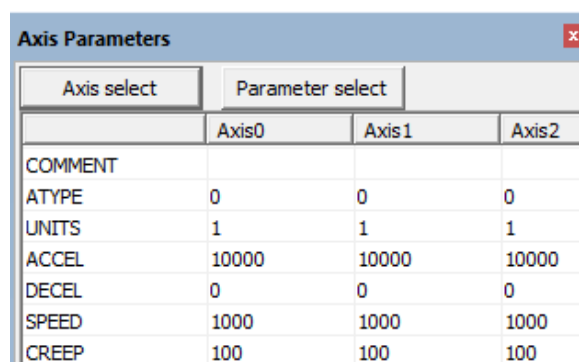 Axis Parameters x
Axis select Parameter select
Axis0 Axis1 Axis2
COMMENT
ATYPE 0 0 0
UNITS 1 1 1
ACCEL 10000 10000 10000
DECEL 0 0 0
SPEED 1000 1000 1000
CREEP 100 100 100